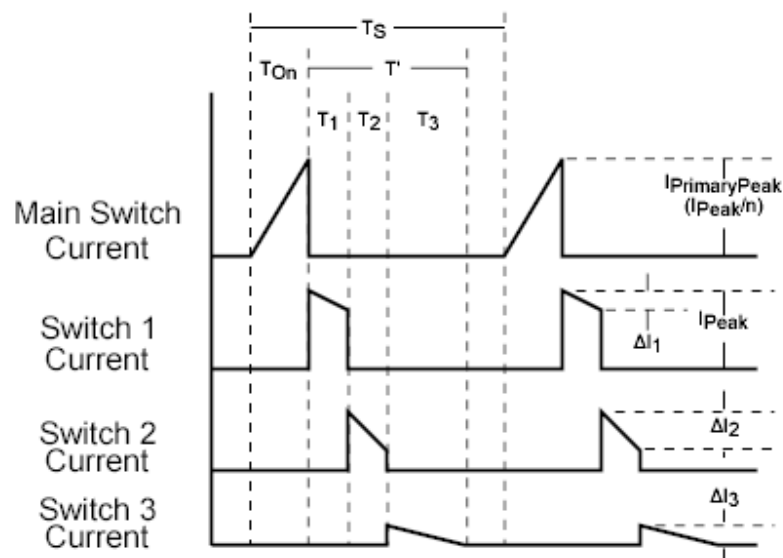 TS
TOn
T'
T1
T2
T3
Main Switch
Current
IPrimaryPeak
(IPeak/n)
Switch 1
Current
IPeak
ΔI1
Switch 2
Current
ΔI2
Switch 3
Current
ΔI3